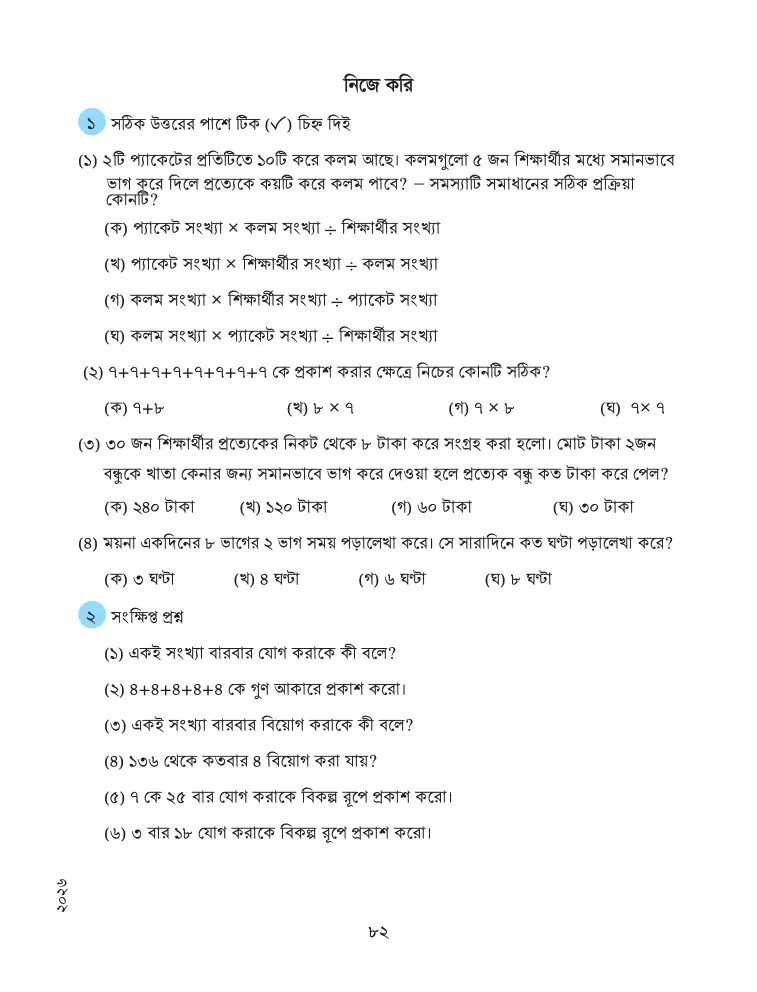 নিজে করি
১ সঠিক উত্তরের পাশে টিক (✓) চিহ্ন দিই
(১) ২টি প্যাকেটের প্রতিটিতে ১০টি করে কলম আছে। কলমগুলো ৫ জন শিক্ষার্থীর মধ্যে সমানভাবে
ভাগ করে দিলে প্রত্যেকে কয়টি করে কলম পাবে? – সমস্যাটি সমাধানের সঠিক প্রক্রিয়া
কোনটি?
(ক) প্যাকেট সংখ্যা × কলম সংখ্যা ÷ শিক্ষার্থীর সংখ্যা
(খ) প্যাকেট সংখ্যা × শিক্ষার্থীর সংখ্যা ÷ কলম সংখ্যা
(গ) কলম সংখ্যা × শিক্ষার্থীর সংখ্যা ÷ প্যাকেট সংখ্যা
(ঘ) কলম সংখ্যা × প্যাকেট সংখ্যা ÷ শিক্ষার্থীর সংখ্যা
(২) ৭+৭+৭+৭+৭+৭+৭+৭ কে প্রকাশ করার ক্ষেত্রে নিচের কোনটি সঠিক?
(ক) ৭+৮ (খ) ৮ × ৭ (গ) ৭ × ৮ (ঘ) ৭× ৭
(৩) ৩০ জন শিক্ষার্থীর প্রত্যেকের নিকট থেকে ৮ টাকা করে সংগ্রহ করা হলো। মোট টাকা ২জন
বন্ধুকে খাতা কেনার জন্য সমানভাবে ভাগ করে দেওয়া হলে প্রত্যেক বন্ধু কত টাকা করে পেল?
(ক) ২৪০ টাকা (খ) ১২০ টাকা (গ) ৬০ টাকা (ঘ) ৩০ টাকা
(৪) ময়না একদিনের ৮ ভাগের ২ ভাগ সময় পড়ালেখা করে। সে সারাদিনে কত ঘণ্টা পড়ালেখা করে?
(ক) ৩ ঘণ্টা (খ) ৪ ঘণ্টা (গ) ৬ ঘণ্টা (ঘ) ৮ ঘণ্টা
২ সংক্ষিপ্ত প্রশ্ন
(১) একই সংখ্যা বারবার যোগ করাকে কী বলে?
(২) ৪+৪+৪+৪+৪ কে গুণ আকারে প্রকাশ করো।
(৩) একই সংখ্যা বারবার বিয়োগ করাকে কী বলে?
(৪) ১৩৬ থেকে কতবার ৪ বিয়োগ করা যায়?
(৫) ৭ কে ২৫ বার যোগ করাকে বিকল্প রূপে প্রকাশ করো।
(৬) ৩ বার ১৮ যোগ করাকে বিকল্প রূপে প্রকাশ করো।
২০২৬
৮২